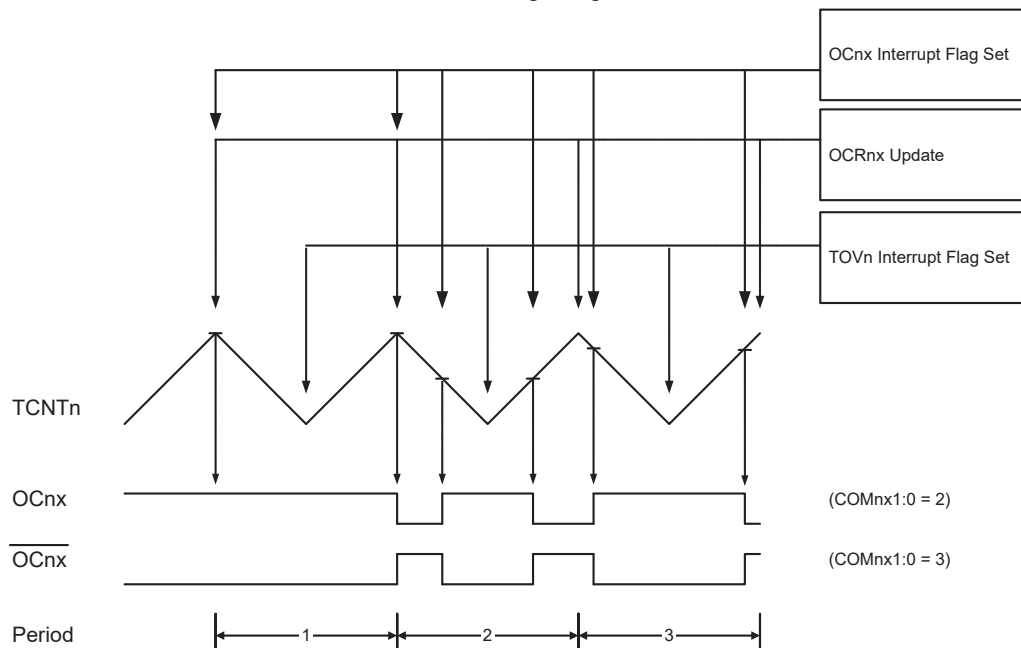 OCnx Interrupt Flag Set
OCRnx Update
TOVn Interrupt Flag Set
TCNTn
OCnx
(COMnx1:0 = 2)
OCnx
(COMnx1:0 = 3)
Period
1
2
3